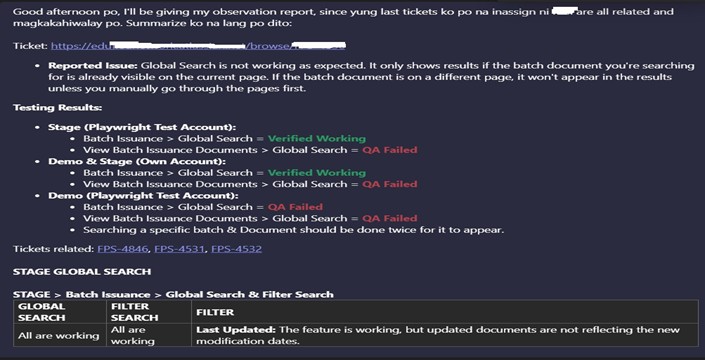 Good afternoon po, I'll be giving my observation report, since yung last tickets ko po na inassign ni are all related and
magkakahiwalay po. Summarize ko na lang po dito:
Ticket: https://edu /browse/
• Reported Issue: Global Search is not working as expected. It only shows results if the batch document you're searching
for is already visible on the current page. If the batch document is on a different page, it won't appear in the results
unless you manually go through the pages first.
Testing Results:
• Stage (Playwright Test Account):
• Batch Issuance > Global Search = Verified Working
• View Batch Issuance Documents > Global Search = QA Failed
• Demo & Stage (Own Account):
• Batch Issuance > Global Search = Verified Working
• View Batch Issuance Documents > Global Search = QA Failed
• Demo (Playwright Test Account):
• Batch Issuance > Global Search = QA Failed
• View Batch Issuance Documents > Global Search = QA Failed
• Searching a specific batch & Document should be done twice for it to appear.
Tickets related: FPS-4846, FPS-4531, FPS-4532
STAGE GLOBAL SEARCH
STAGE > Batch Issuance > Global Search & Filter Search
GLOBAL SEARCH
FILTER SEARCH
FILTER
All are working
All are working
Last Updated: The feature is working, but updated documents are not reflecting the new
modification dates.